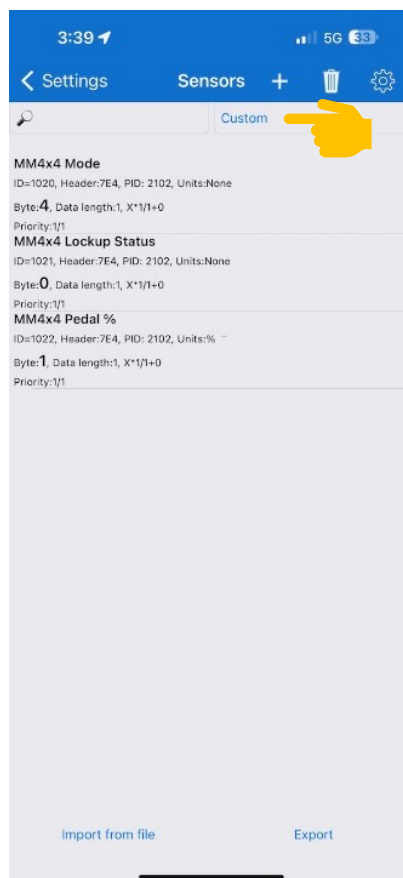 3:39 5G 33
Settings Sensors +
Custom
MM4x4 Mode
ID=1020, Header:7E4, PID: 2102, Units:None
Byte:4, Data length:1, X*1/1+0
Priority:1/1
MM4x4 Lockup Status
ID=1021, Header:7E4, PID: 2102, Units:None
Byte:0, Data length:1, X*1/1+0
Priority:1/1
MM4x4 Pedal %
ID=1022, Header:7E4, PID: 2102, Units:%
Byte:1, Data length:1, X*1/1+0
Priority:1/1
Import from file Export